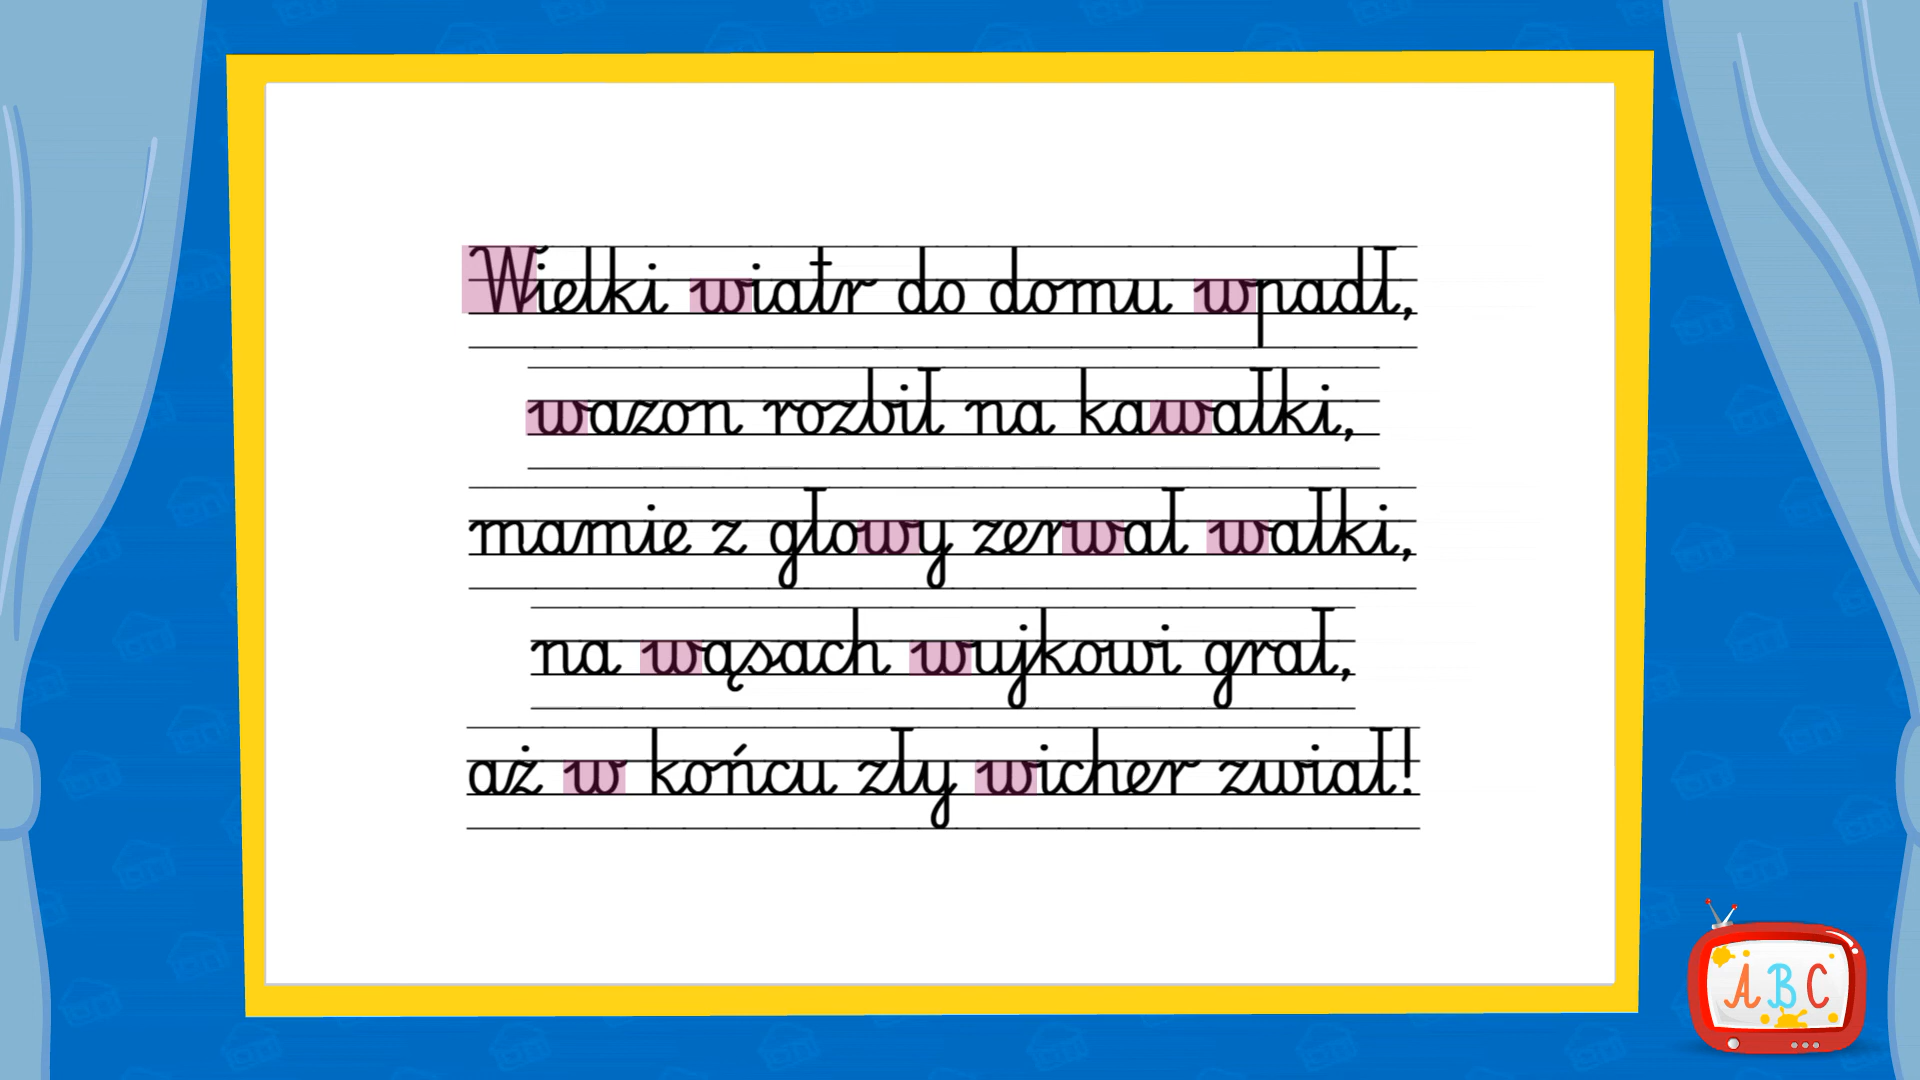 Wielki wiatr do domu wpadł,
wazon rozbił na kawałki,
mamie z głowy zerwał wałki,
na wąsach wujkowi grał,
aż w końcu zły wicher zwiał!
ABC